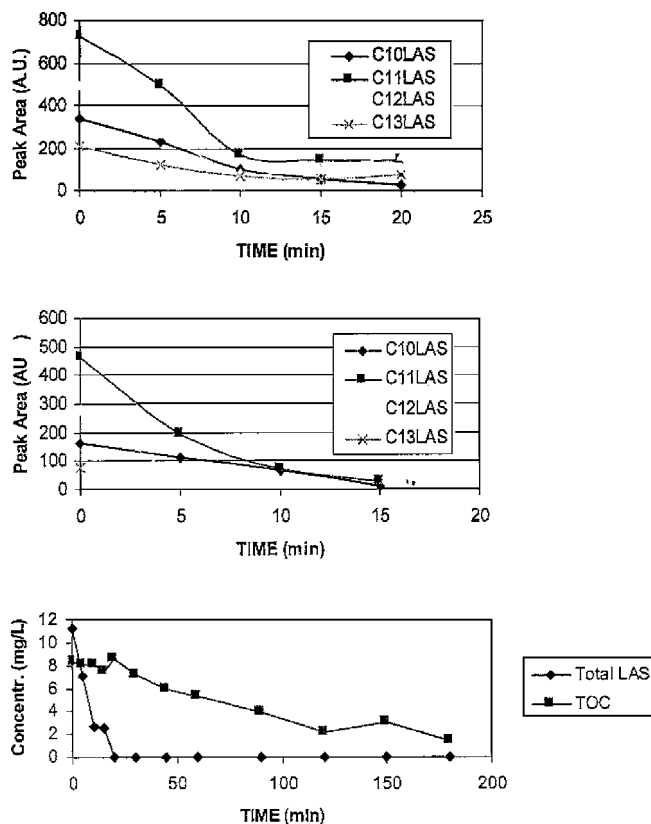 800
600
400
200
0
Peak Area (A.U.)
0 5 10 15 20 25
TIME (min)
C10LAS
C11LAS
C12LAS
C13LAS
600
500
400
300
200
100
0
Peak Area (AU )
0 5 10 15 20
TIME (min)
C10LAS
C11LAS
C12LAS
C13LAS
12
10
8
6
4
2
0
Concentr. (mg/L)
0 50 100 150 200
TIME (min)
Total LAS
TOC